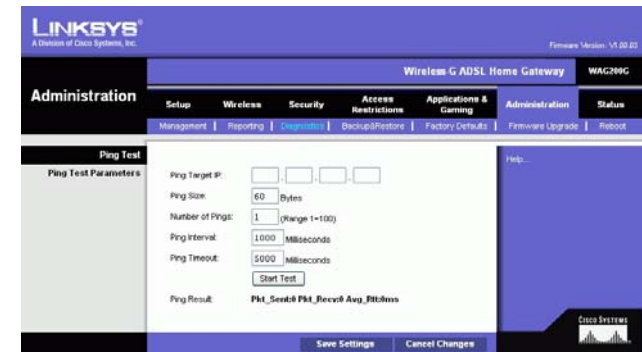 LINKSYS®
A Division of Cisco Systems, Inc.
Firmware Version: V1.00.03
Wireless-G ADSL Home Gateway WAG200G
Administration
Setup Wireless Security Access Restrictions Applications & Gaming Administration Status
Management | Reporting | Diagnostics | Backup&Restore | Factory Defaults | Firmware Upgrade | Reboot
Ping Test
Help...
Ping Test Parameters
Ping Target IP: . . .
Ping Size: 60 Bytes
Number of Pings: 1 (Range 1~100)
Ping Interval: 1000 Milliseconds
Ping Timeout: 5000 Milliseconds
Start Test
Ping Result: Pkt_Sent:0 Pkt_Recv:0 Avg_Rtt:0ms
Save Settings Cancel Changes
CISCO SYSTEMS